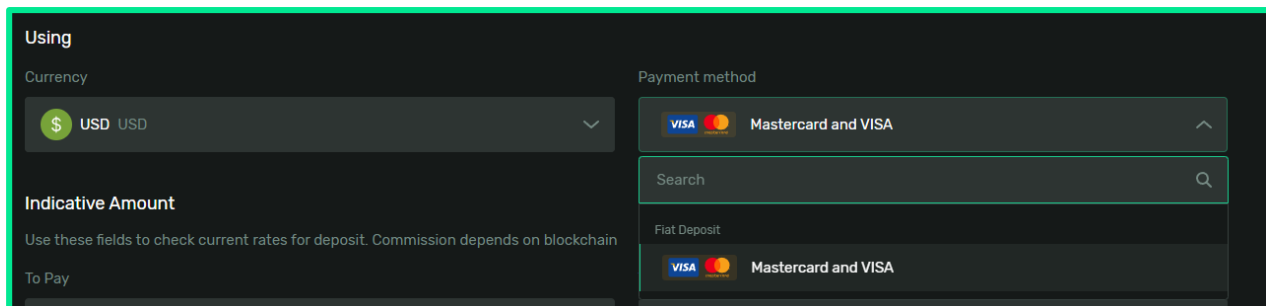 Using
Currency
Payment method
$ USD USD
VISA Mastercard and VISA
Search
Indicative Amount
Use these fields to check current rates for deposit. Commission depends on blockchain
Fiat Deposit
VISA Mastercard and VISA
To Pay